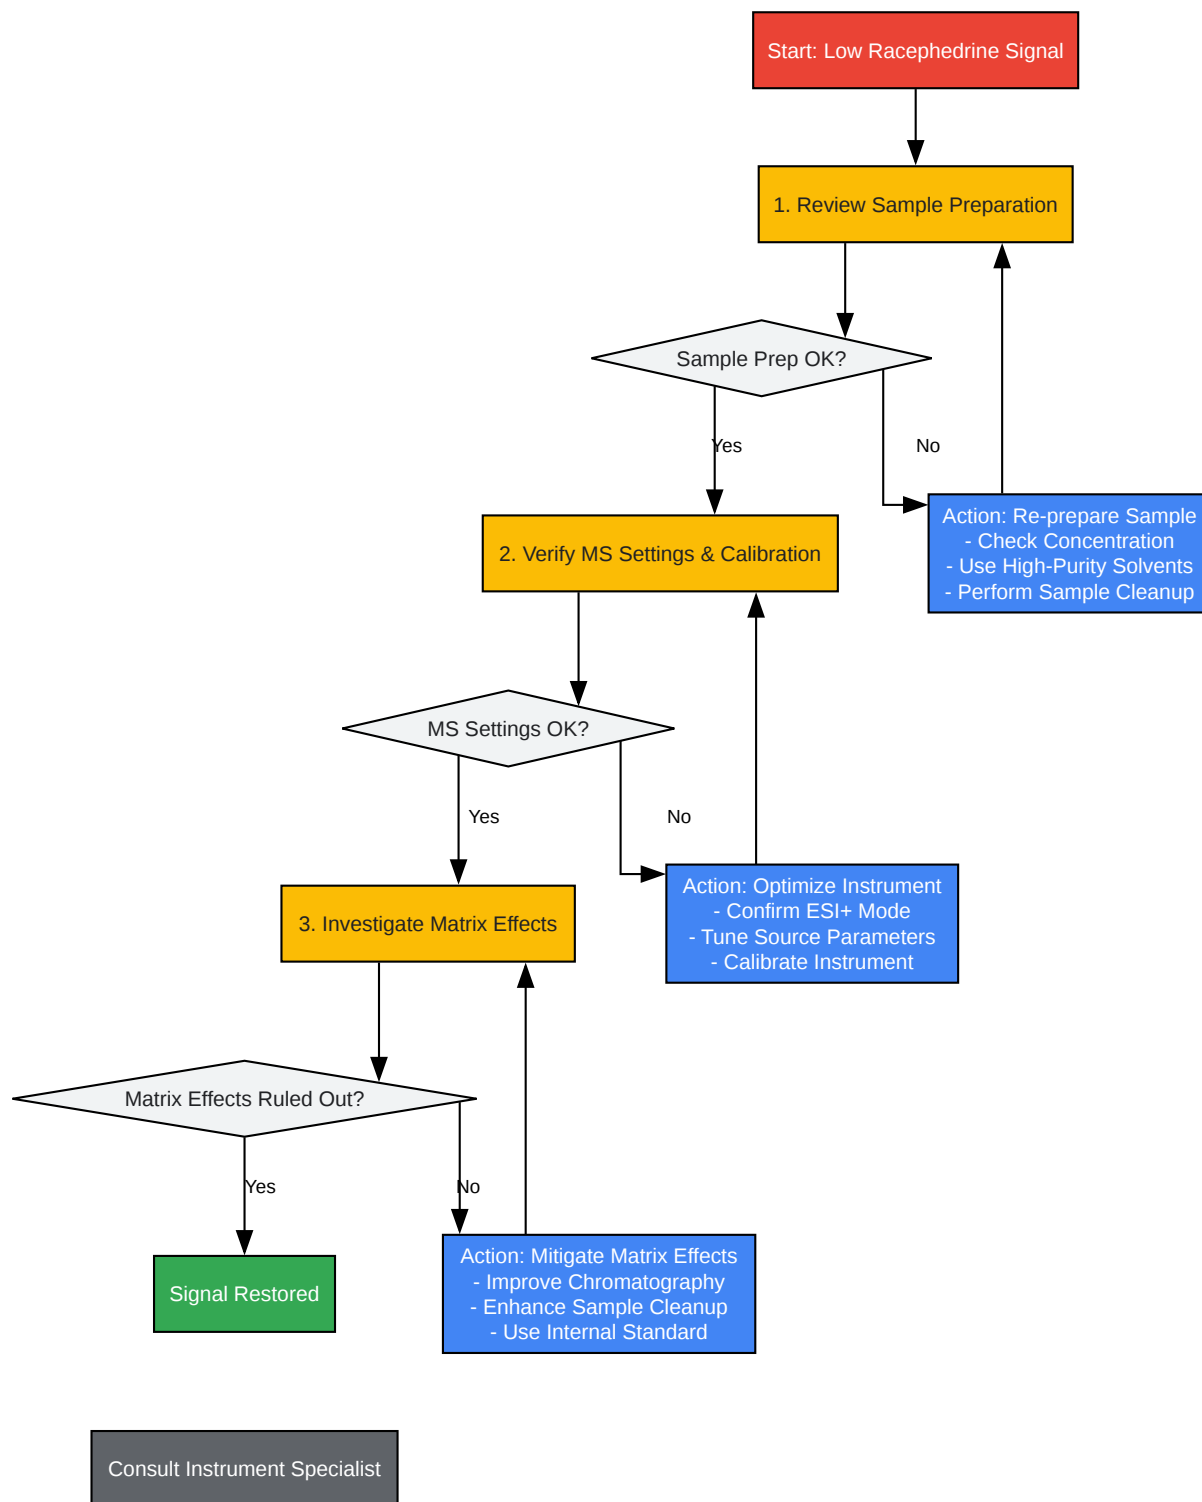 Start: Low Racephedrine Signal
1. Review Sample Preparation
Sample Prep OK?
Yes
No
Action: Re-prepare Sample
- Check Concentration
- Use High-Purity Solvents
- Perform Sample Cleanup
2. Verify MS Settings & Calibration
MS Settings OK?
Yes
No
Action: Optimize Instrument
- Confirm ESI+ Mode
- Tune Source Parameters
- Calibrate Instrument
3. Investigate Matrix Effects
Matrix Effects Ruled Out?
Yes
No
Action: Mitigate Matrix Effects
- Improve Chromatography
- Enhance Sample Cleanup
- Use Internal Standard
Signal Restored
Consult Instrument Specialist